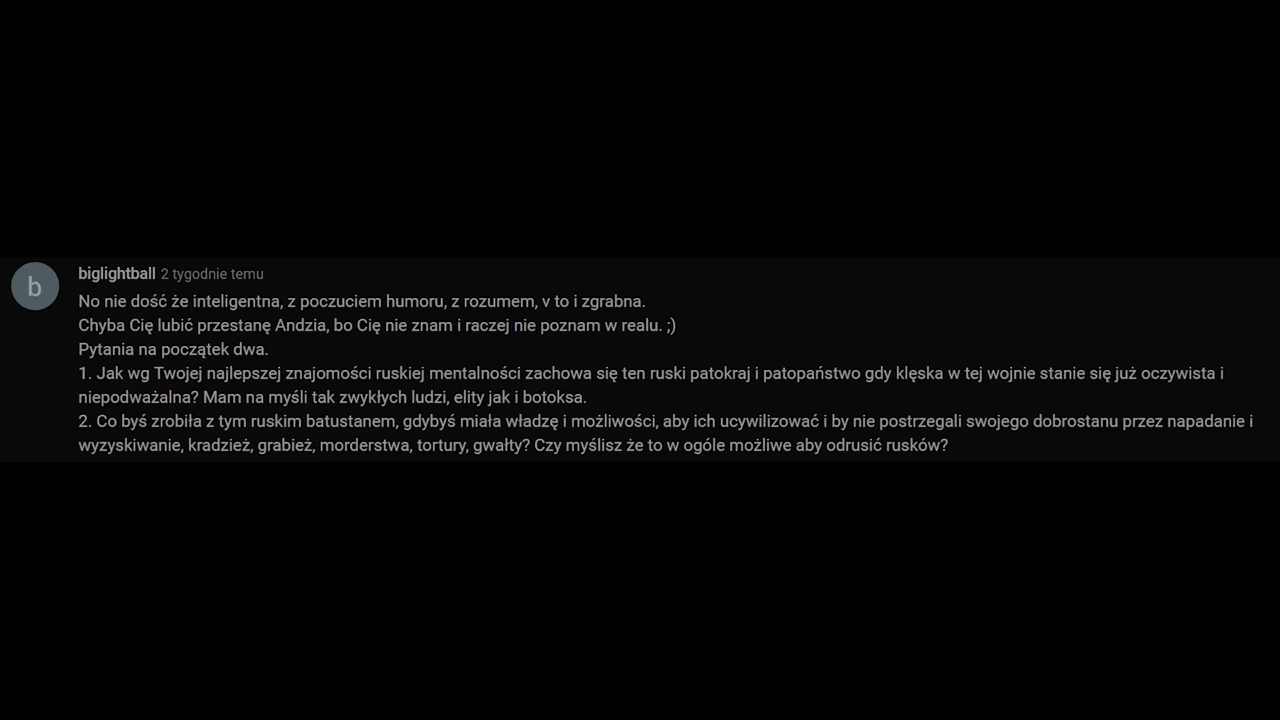 b
biglightball 2 tygodnie temu
No nie dość że inteligentna, z poczuciem humoru, z rozumem, v to i zgrabna.
Chyba Cię lubić przestanę Andzia, bo Cię nie znam i raczej nie poznam w realu. ;)
Pytania na początek dwa.
1. Jak wg Twojej najlepszej znajomości ruskiej mentalności zachowa się ten ruski patokraj i patopaństwo gdy klęska w tej wojnie stanie się już oczywista i
niepodważalna? Mam na myśli tak zwykłych ludzi, elity jak i botoksa.
2. Co byś zrobiła z tym ruskim batustanem, gdybyś miała władzę i możliwości, aby ich ucywilizować i by nie postrzegali swojego dobrostanu przez napadanie i
wyzyskiwanie, kradzież, grabież, morderstwa, tortury, gwałty? Czy myślisz że to w ogóle możliwe aby odrusić rusków?